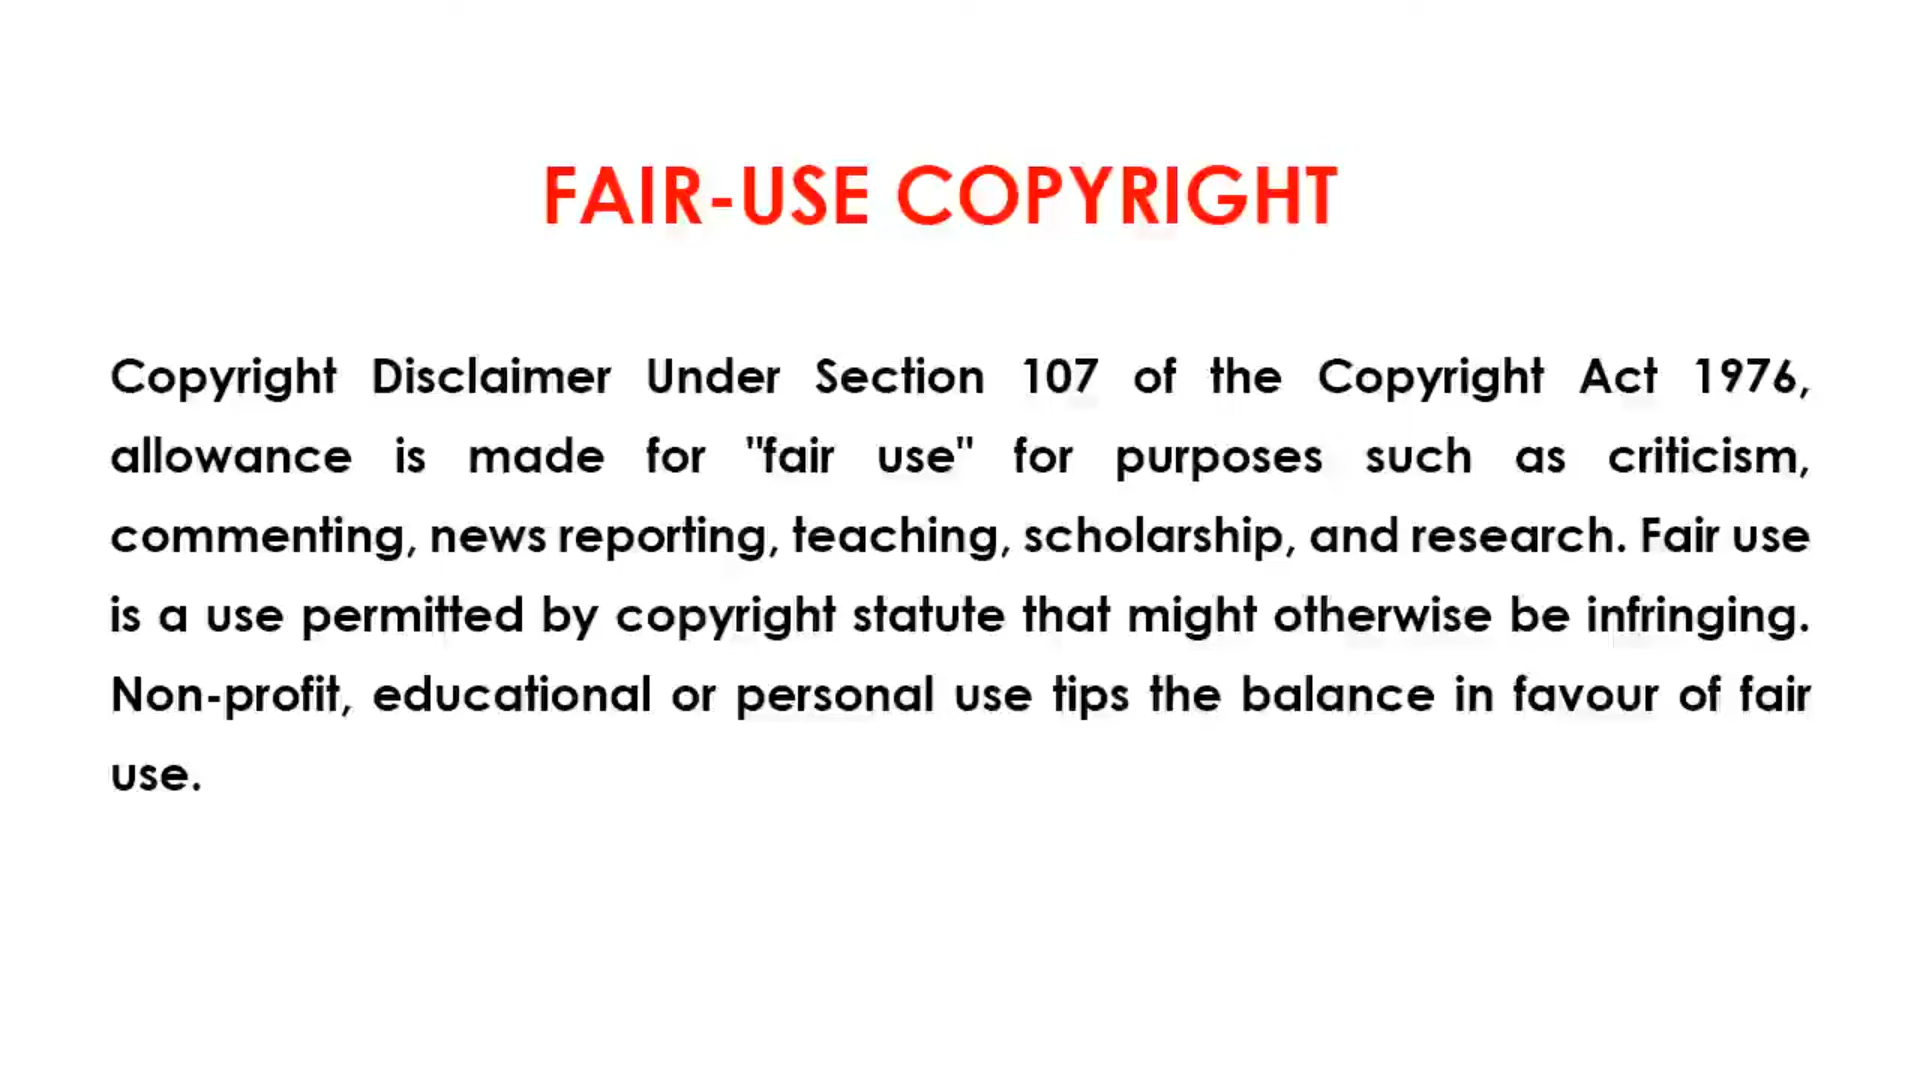 FAIR-USE COPYRIGHT
Copyright Disclaimer Under Section 107 of the Copyright Act 1976,
allowance is made for "fair use" for purposes such as criticism,
commenting, news reporting, teaching, scholarship, and research. Fair use
is a use permitted by copyright statute that might otherwise be infringing.
Non-profit, educational or personal use tips the balance in favour of fair
use.